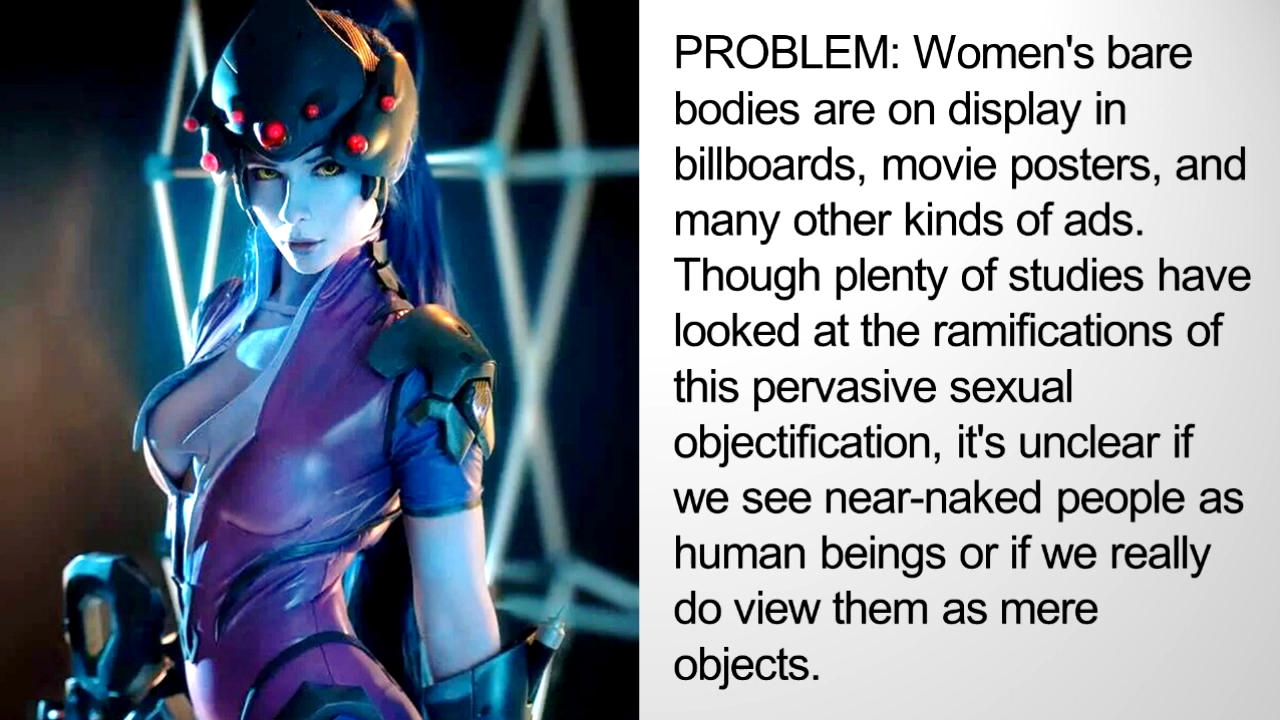 PROBLEM: Women's bare
bodies are on display in
billboards, movie posters, and
many other kinds of ads.
Though plenty of studies have
looked at the ramifications of
this pervasive sexual
objectification, it's unclear if
we see near-naked people as
human beings or if we really
do view them as mere
objects.